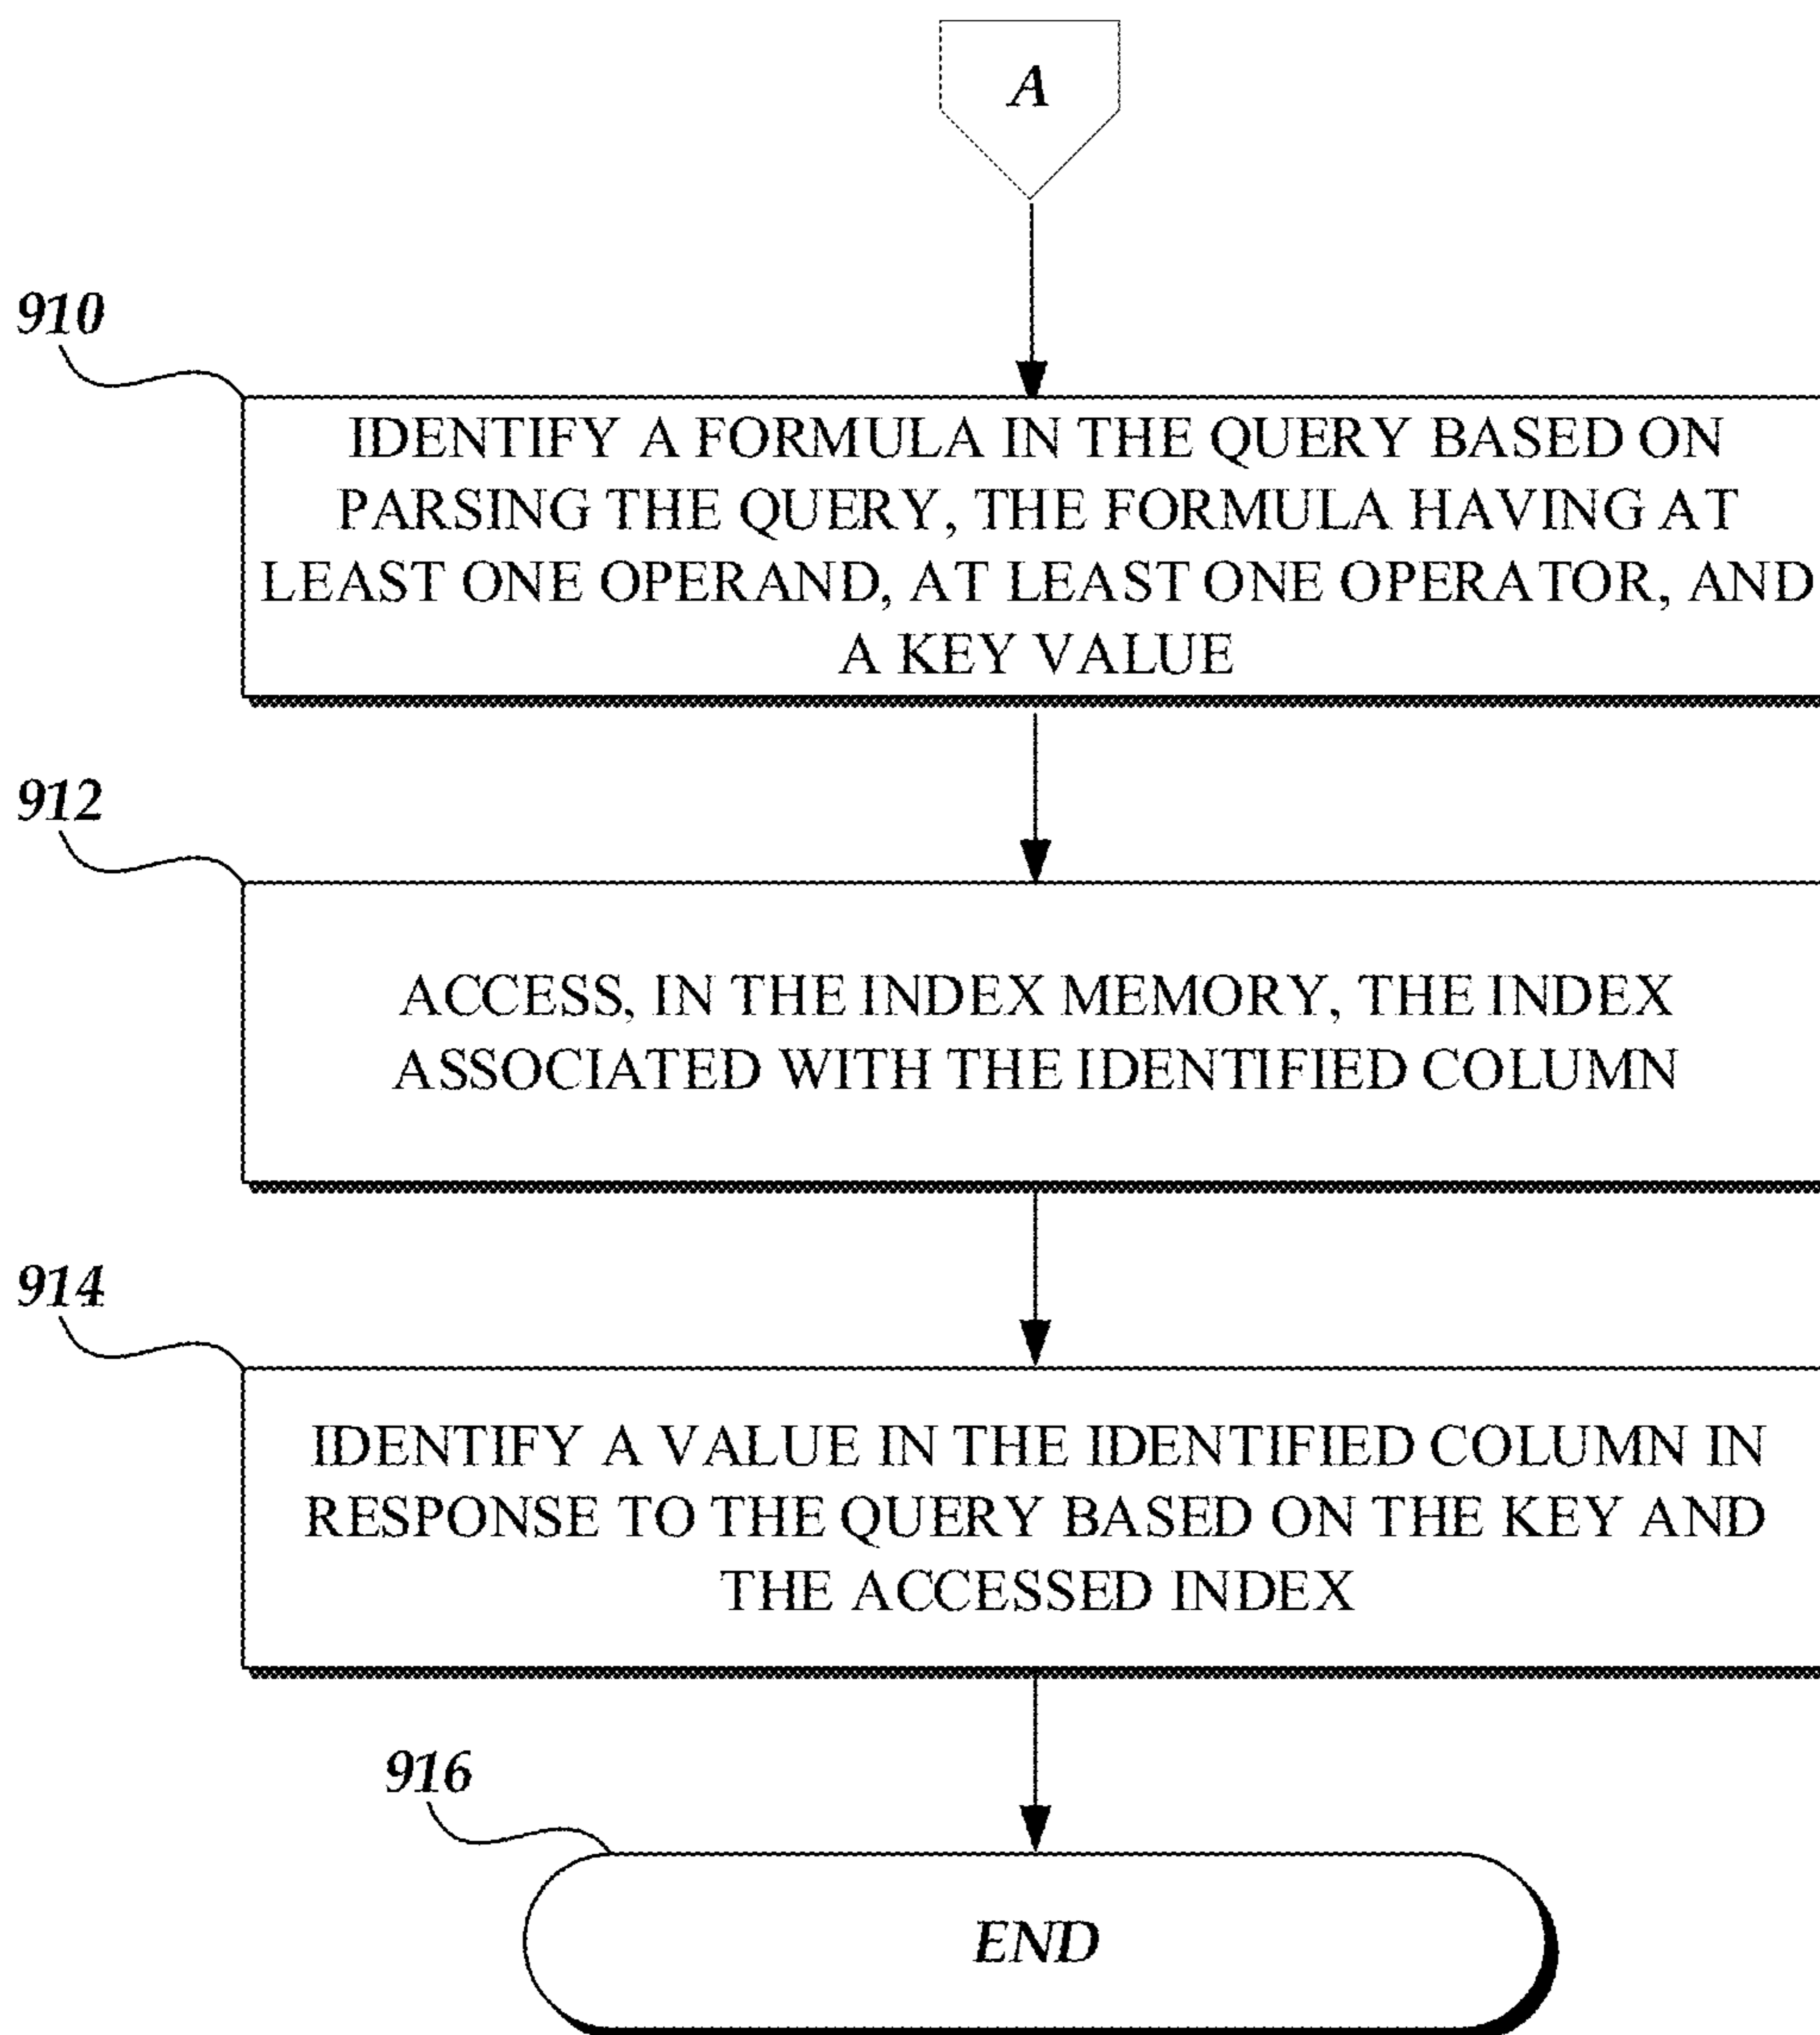 A
910
IDENTIFY A FORMULA IN THE QUERY BASED ON
PARSING THE QUERY, THE FORMULA HAVING AT
LEAST ONE OPERAND, AT LEAST ONE OPERATOR, AND
A KEY VALUE
912
ACCESS, IN THE INDEX MEMORY, THE INDEX
ASSOCIATED WITH THE IDENTIFIED COLUMN
914
IDENTIFY A VALUE IN THE IDENTIFIED COLUMN IN
RESPONSE TO THE QUERY BASED ON THE KEY AND
THE ACCESSED INDEX
916
END